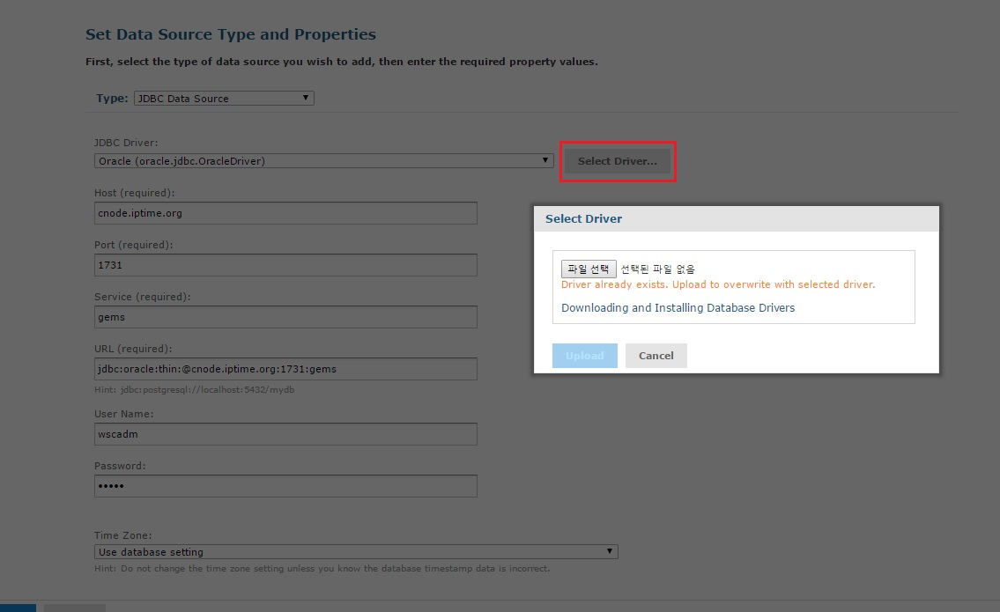 Set Data Source Type and Properties
First, select the type of data source you wish to add, then enter the required property values.
Type: JDBC Data Source
JDBC Driver:
Oracle (oracle.jdbc.OracleDriver)
Select Driver...
Host (required):
cnode.iptime.org
Port (required):
1731
Service (required):
gems
URL (required):
jdbc:oracle:thin:@cnode.iptime.org:1731:gems
Hint: jdbc:postgresql://localhost:5432/mydb
User Name:
wscadm
Password:
•••••
Time Zone:
Use database setting
Hint: Do not change the time zone setting unless you know the database timestamp data is incorrect.
Select Driver
파일 선택 선택된 파일 없음
Driver already exists. Upload to overwrite with selected driver.
Downloading and Installing Database Drivers
Upload Cancel